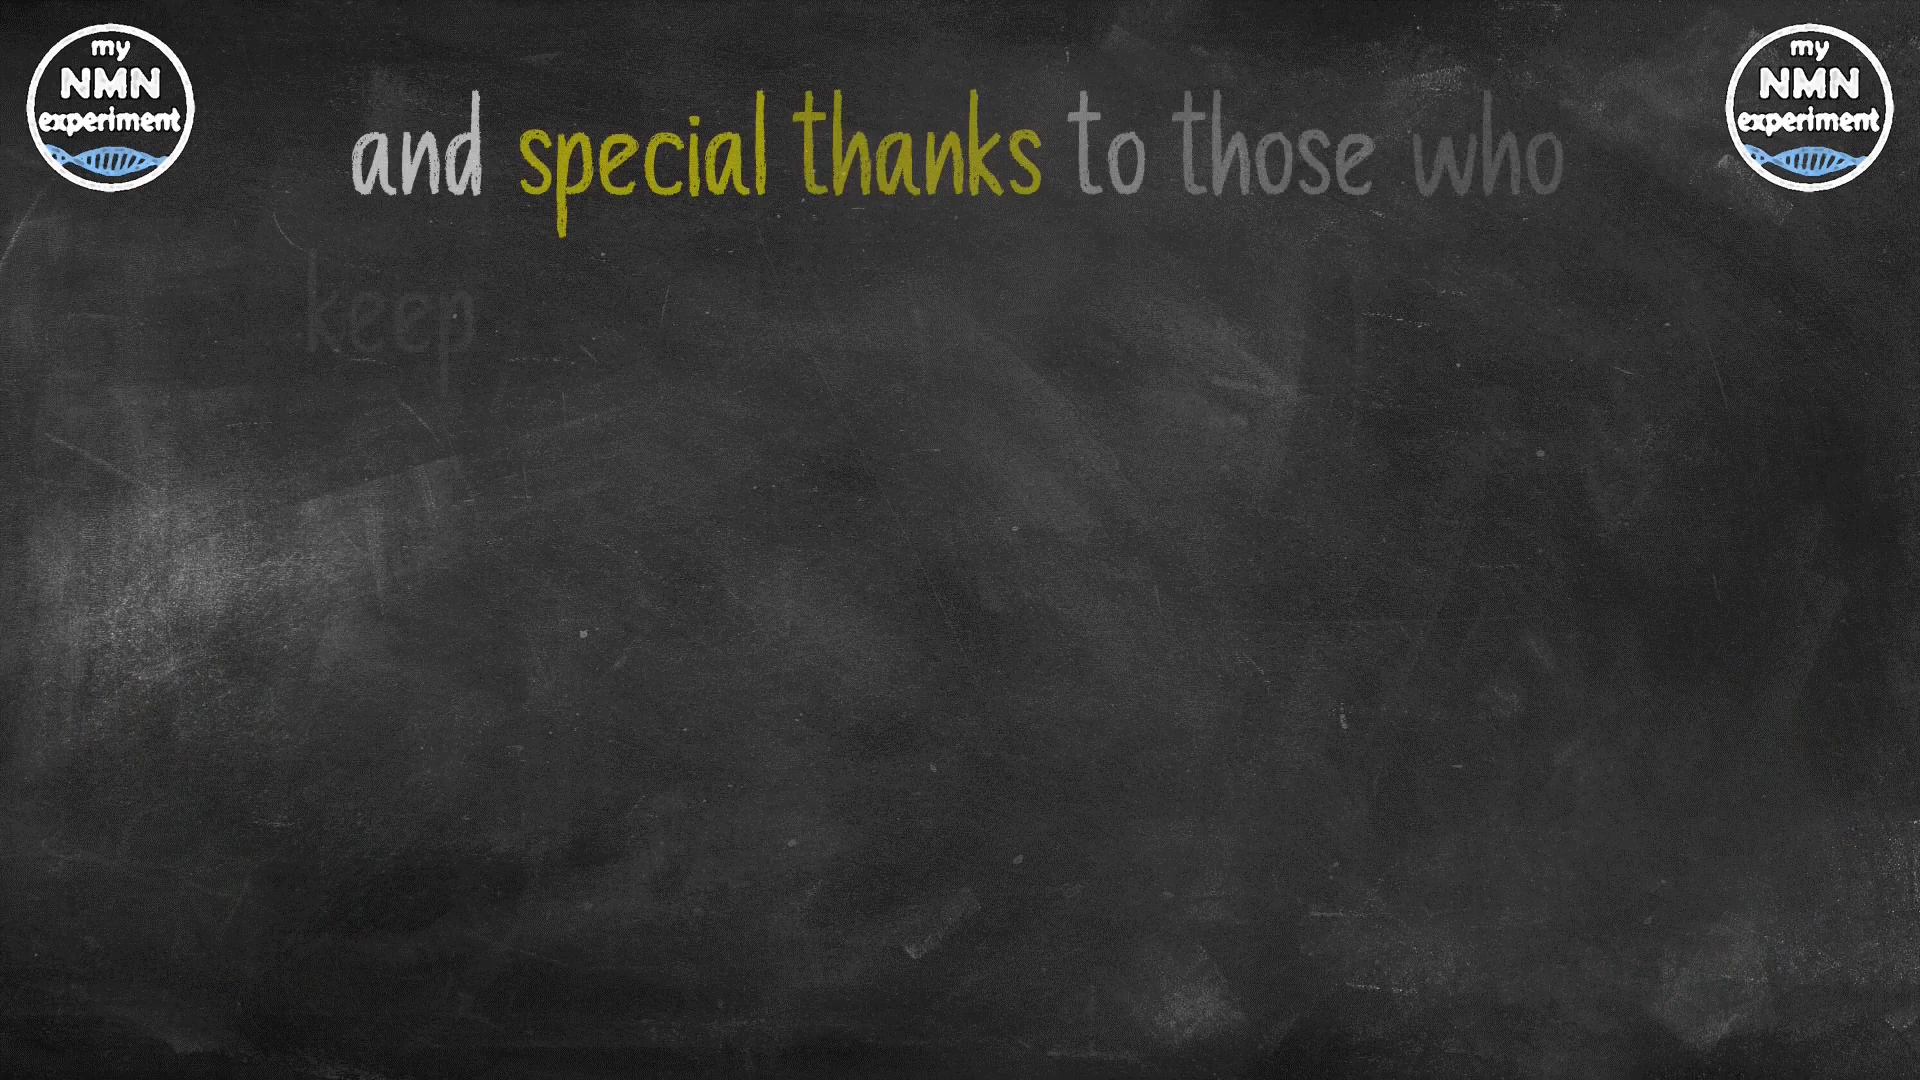 my
NMN
experiment
and special thanks to those who
keep
my
NMN
experiment